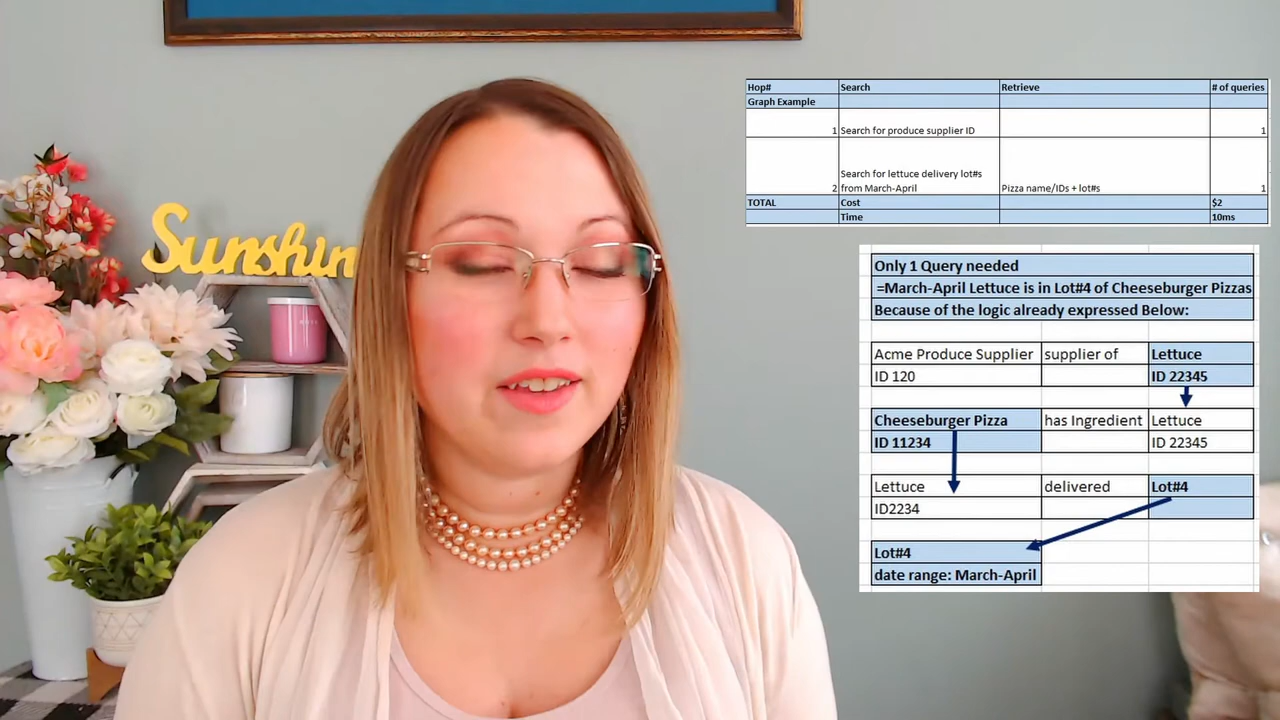 Sunshin
Hop# Search Retrieve # of queries
Graph Example
1 Search for produce supplier ID 1
Search for lettuce delivery lot#s
2 from March-April Pizza name/IDs + lot#s 1
TOTAL Cost $2
Time 10ms
Only 1 Query needed
=March-April Lettuce is in Lot#4 of Cheeseburger Pizzas
Because of the logic already expressed Below:
Acme Produce Supplier supplier of Lettuce
ID 120 ID 22345
Cheeseburger Pizza has Ingredient Lettuce
ID 11234 ID 22345
Lettuce delivered Lot#4
ID2234
Lot#4
date range: March-April